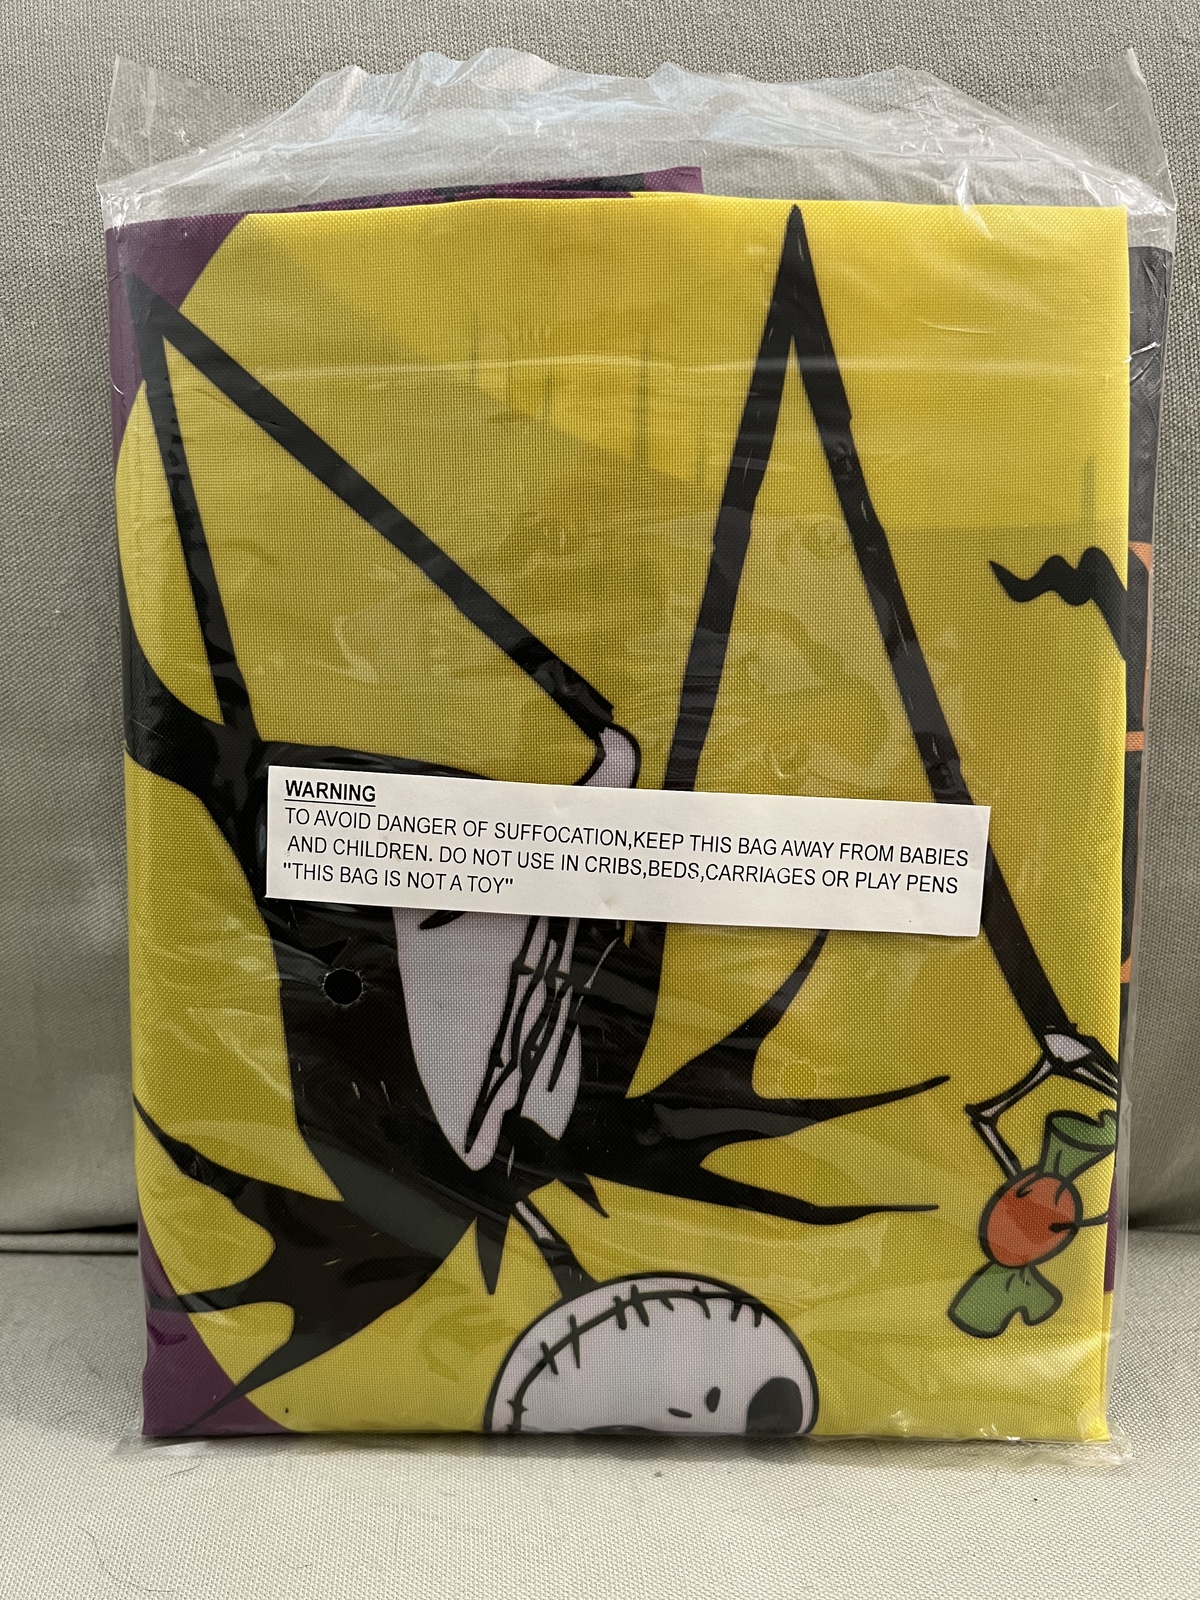 WARNING
TO AVOID DANGER OF SUFFOCATION,KEEP THIS BAG AWAY FROM BABIES
AND CHILDREN. DO NOT USE IN CRIBS,BEDS,CARRIAGES OR PLAY PENS
"THIS BAG IS NOT A TOY"